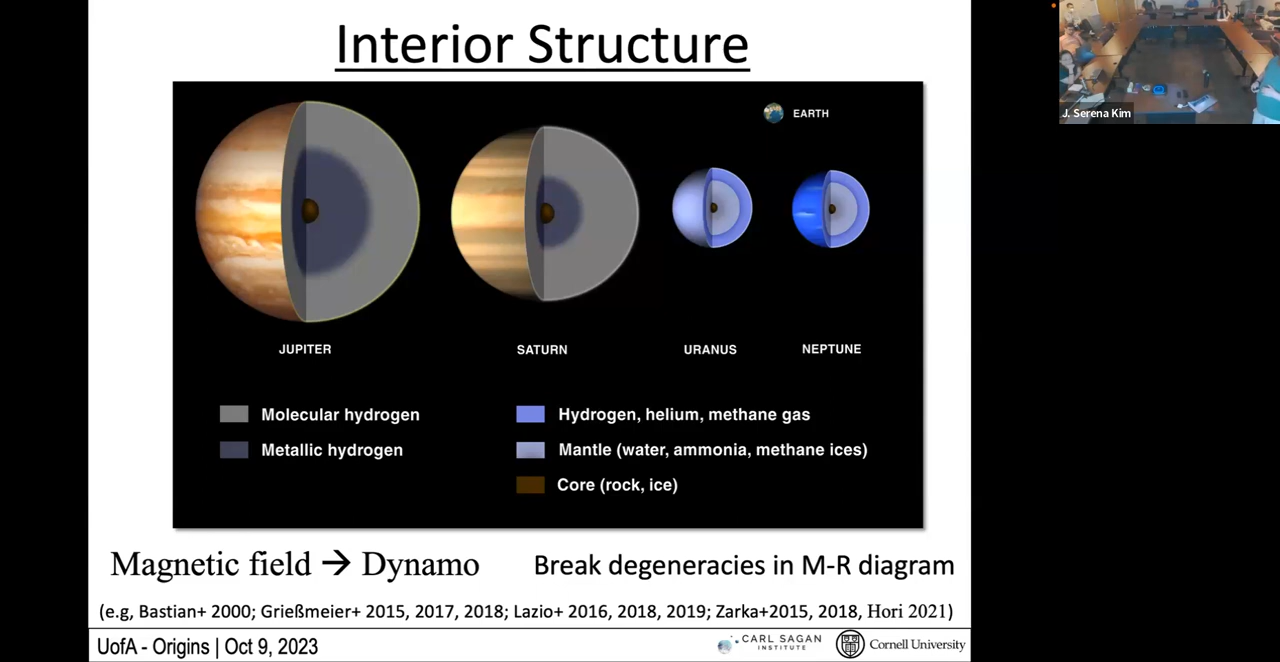 Interior Structure
EARTH
JUPITER
SATURN
URANUS
NEPTUNE
Molecular hydrogen
Metallic hydrogen
Hydrogen, helium, methane gas
Mantle (water, ammonia, methane ices)
Core (rock, ice)
Magnetic field → Dynamo
Break degeneracies in M-R diagram
(e.g, Bastian+ 2000; Grießmeier+ 2015, 2017, 2018; Lazio+ 2016, 2018, 2019; Zarka+2015, 2018, Hori 2021)
UofA - Origins | Oct 9, 2023
CARL SAGAN
INSTITUTE
Cornell University
J. Serena Kim